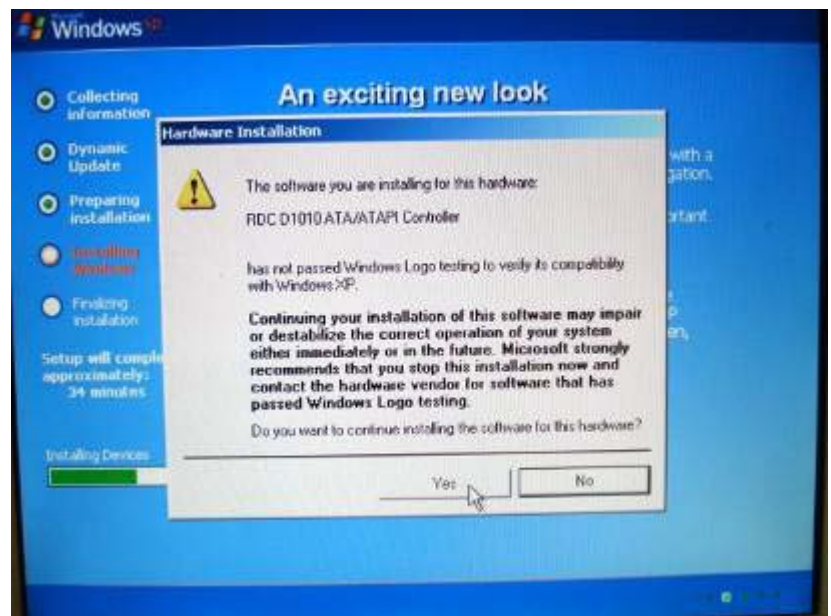 Microsoft
Windows XP
An exciting new look
Collecting
information
Dynamic
Update
Preparing
installation
Installing
Windows
Finalizing
installation
Setup will comple
approximately:
34 minutes
Installing Devices
with a
gation.
ortant
en,
Hardware Installation
The software you are installing for this hardware:
RDC D1010 ATA/ATAPI Controller
has not passed Windows Logo testing to verify its compatibility
with Windows XP.
Continuing your installation of this software may impair
or destabilize the correct operation of your system
either immediately or in the future. Microsoft strongly
recommends that you stop this installation now and
contact the hardware vendor for software that has
passed Windows Logo testing.
Do you want to continue installing the software for this hardware?
Yes
No